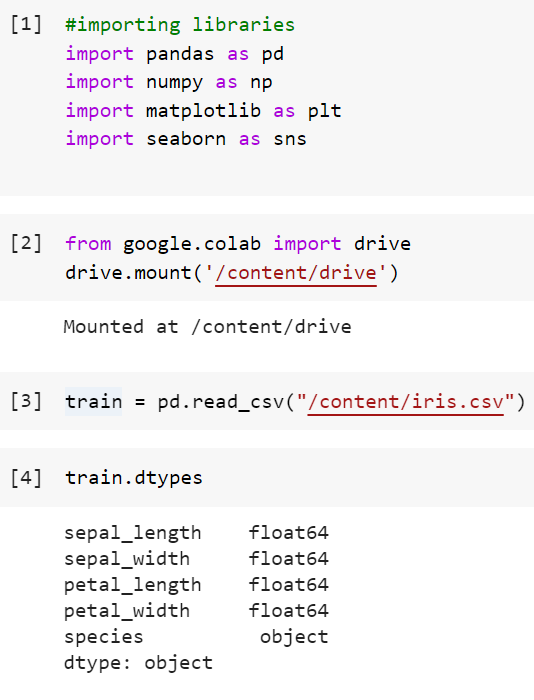 [1] #importing libraries
import pandas as pd
import numpy as np
import matplotlib as plt
import seaborn as sns
[2] from google.colab import drive
drive.mount('/content/drive')
Mounted at /content/drive
[3] train = pd.read_csv("/content/iris.csv")
[4] train.dtypes
sepal_length    float64
sepal_width     float64
petal_length    float64
petal_width     float64
species          object
dtype: object